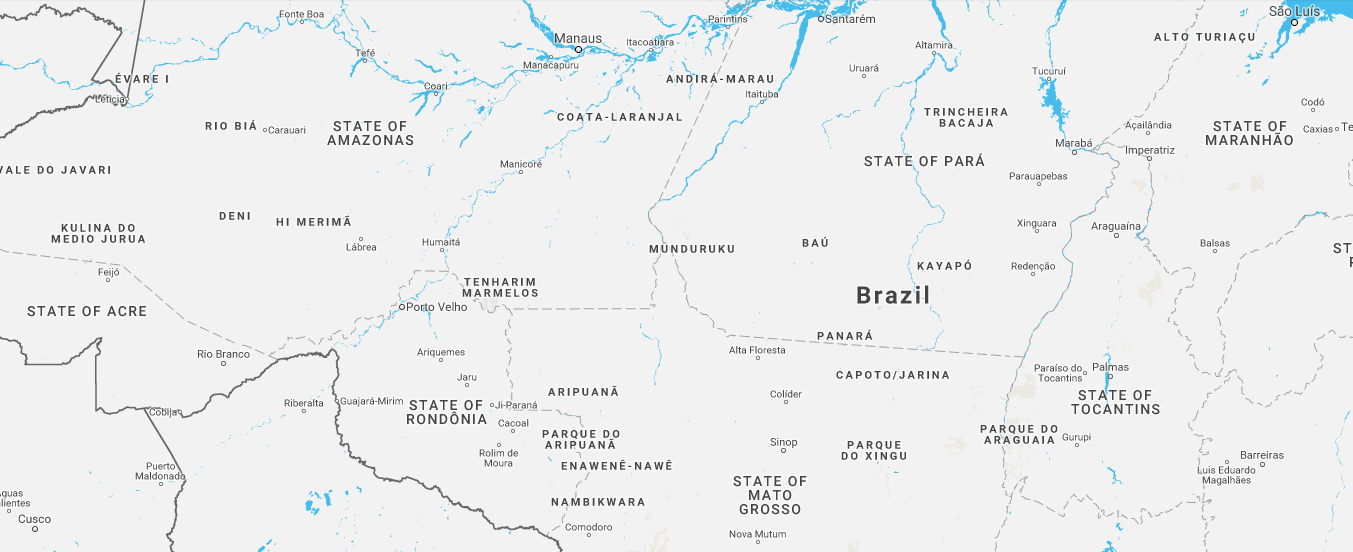 Fonte Boa
Parintins
Santarém
São Luís
Manaus
Itacoatiara
ALTO TURIAÇU
Tefé
Manacapuru
Altamira
Uruará
Tucuruí
ÉVARE I
Coari
ANDIRÁ-MARAU
Itaituba
Leticia
Codó
RIO BIÁ
Carauari
STATE OF
AMAZONAS
COATA-LARANJAL
TRINCHEIRA
BACAJA
Açailândia
STATE OF
MARANHÃO
Caxias
Te
Marabá
Imperatriz
VALE DO JAVARI
Manicoré
STATE OF PARÁ
Parauapebas
DENI
HI MERIMÃ
KULINA DO
MEDIO JURUA
Xinguara
Araguaína
Lábrea
Humaitá
MUNDURUKU
BAÚ
Balsas
ST
Feijó
KAYAPÓ
Redenção
TENHARIM
MARMELOS
Brazil
STATE OF ACRE
Porto Velho
PANARÁ
Rio Branco
Ariquemes
Alta Floresta
Paraíso do
Tocantins
Palmas
CAPOTO/JARINA
Jaru
ARIPUANÃ
Colíder
STATE OF
TOCANTINS
Cobija
Riberalta
Guajará-Mirim
STATE OF
RONDÔNIA
Ji-Paraná
Cacoal
PARQUE DO
ARIPUANÃ
Sinop
PARQUE
DO XINGU
PARQUE DO
ARAGUAIA
Gurupi
Rolim de
Moura
ENAWENÊ-NAWÊ
Barreiras
Puerto
Maldonado
Luis Eduardo
Magalhães
STATE OF
MATO
GROSSO
Aguas
alientes
NAMBIKWARA
Cusco
Comodoro
Nova Mutum